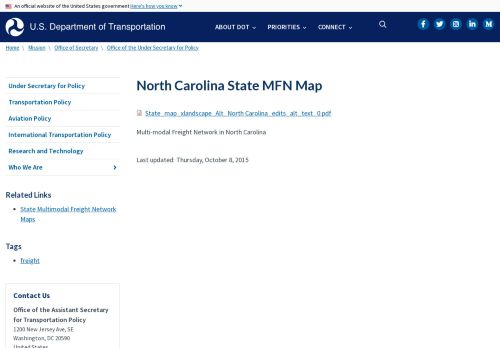 An official website of the United States government Here's how you know
U.S. Department of Transportation
ABOUT DOT
PRIORITIES
CONNECT
Home \ Mission \ Office of Secretary \ Office of the Under Secretary for Policy
Under Secretary for Policy
Transportation Policy
Aviation Policy
International Transportation Policy
Research and Technology
Who We Are
Related Links
State Multimodal Freight Network
Maps
Tags
freight
Contact Us
Office of the Assistant Secretary
for Transportation Policy
1200 New Jersey Ave, SE
Washington, DC 20590
United States
North Carolina State MFN Map
State_map_xlandscape_Alt_North Carolina_edits_alt_text_0.pdf
Multi-modal Freight Network in North Carolina
Last updated: Thursday, October 8, 2015